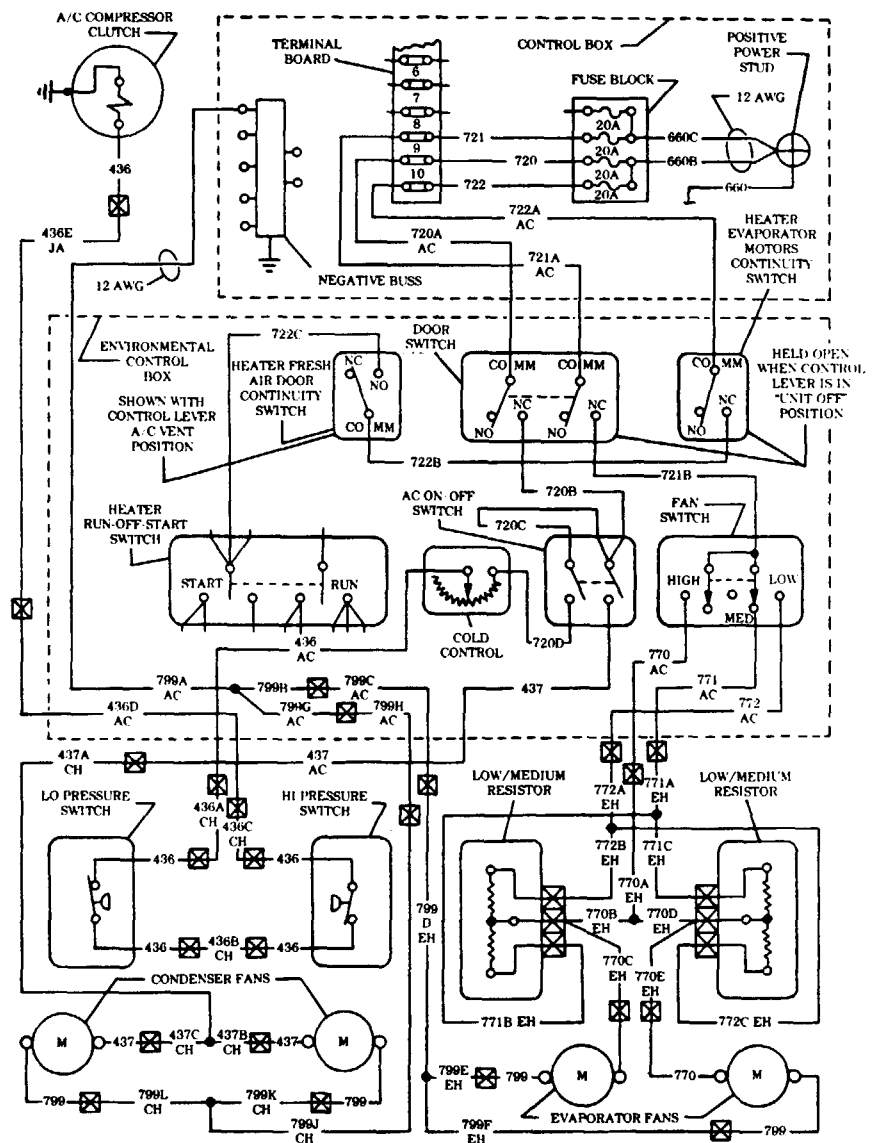 A/C COMPRESSOR
CLUTCH
TERMINAL
BOARD
CONTROL BOX
POSITIVE
POWER
STUD
FUSE BLOCK
12 AWG
6
7
8
9
10
20A
20A
20A
20A
721
720
722
660C
660B
660
436
436E
JA
12 AWG
NEGATIVE BUSS
720A
AC
721A
AC
722A
AC
HEATER
EVAPORATOR
MOTORS
CONTINUITY
SWITCH
ENVIRONMENTAL
CONTROL
BOX
722C
HEATER FRESH
AIR DOOR
CONTINUITY
SWITCH
DOOR
SWITCH
SHOWN WITH
CONTROL LEVER
A/C VENT
POSITION
NC
NO
CO MM
CO MM
CO MM
NC
NC
NO
NO
CO MM
NC
NO
HELD OPEN
WHEN CONTROL
LEVER IS IN
"UNIT OFF"
POSITION
722B
721B
720B
HEATER
RUN-OFF-START
SWITCH
AC ON-OFF
SWITCH
720C
FAN
SWITCH
START
RUN
HIGH
LOW
MED
COLD
CONTROL
720D
436
AC
770
AC
771
AC
772
AC
437
799A
AC
799B
799C
AC
799G
AC
799H
AC
436D
AC
437A
CH
437
AC
LO PRESSURE
SWITCH
436A
CH
436C
CH
HI PRESSURE
SWITCH
436
436
436
436B
CH
436
LOW/MEDIUM
RESISTOR
772A
EH
771A
EH
LOW/MEDIUM
RESISTOR
772B
EH
771C
EH
770A
EH
770B
EH
770D
EH
770C
EH
770E
EH
771B EH
772C EH
799
D
EH
CONDENSER FANS
M
437
437C
CH
437B
CH
437
M
799
799L
CH
799K
CH
799
799J
CH
799E
EH
799
M
770
M
EVAPORATOR FANS
799F
EH
799